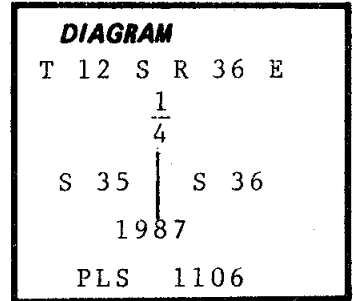 DIAGRAM
T 12 S R 36 E
1
4
S 35 S 36
1987
PLS 1106